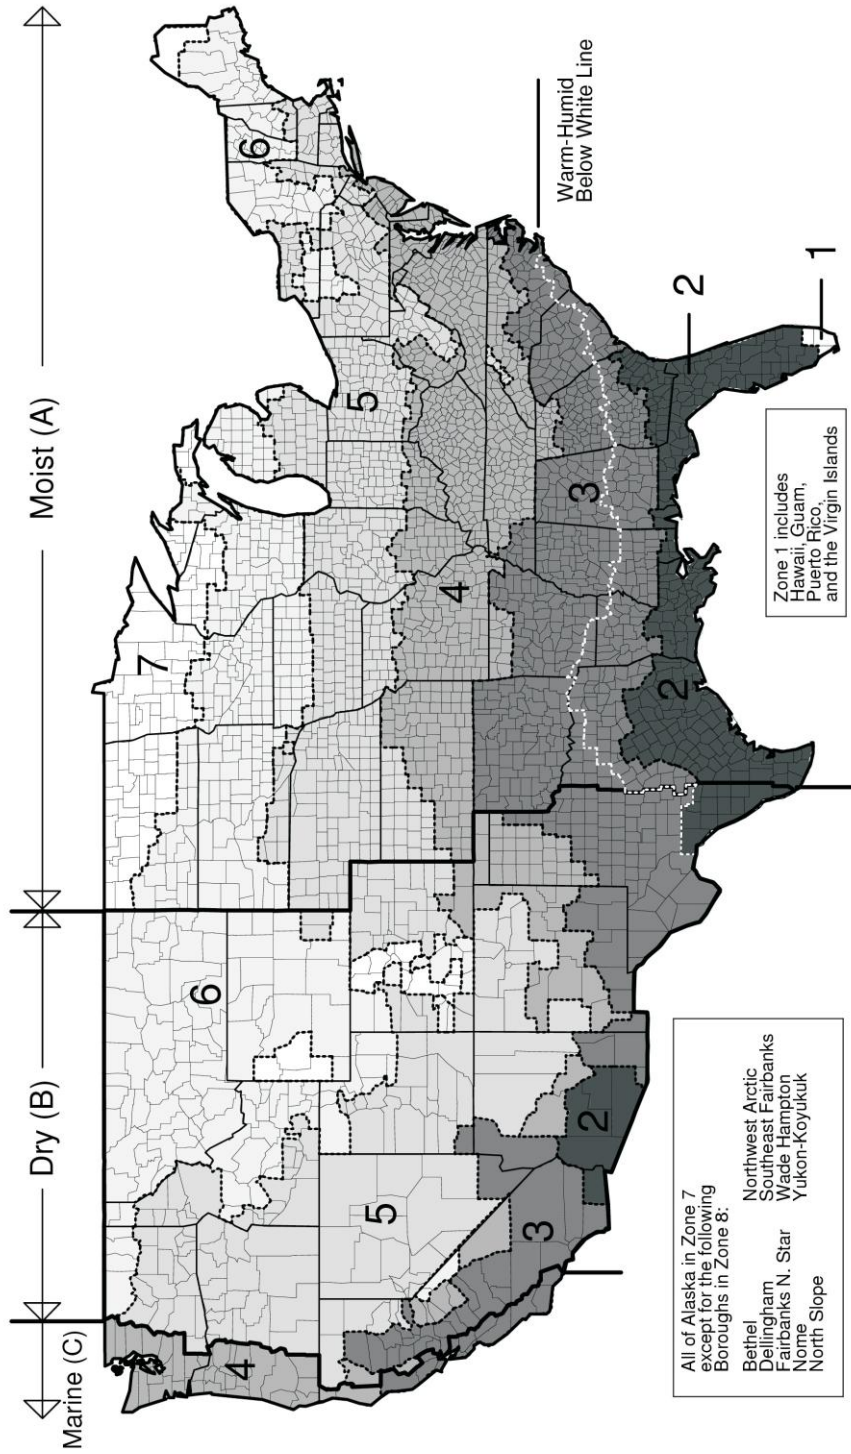 Marine (C)
Dry (B)
Moist (A)
7
6
6
5
5
4
4
3
3
2
2
2
1
Warm-Humid
Below White Line
All of Alaska in Zone 7
except for the following
Boroughs in Zone 8:
Bethel
Dellingham
Fairbanks N. Star
Nome
North Slope
Northwest Arctic
Southeast Fairbanks
Wade Hampton
Yukon-Koyukuk
Zone 1 includes
Hawaii, Guam,
Puerto Rico,
and the Virgin Islands